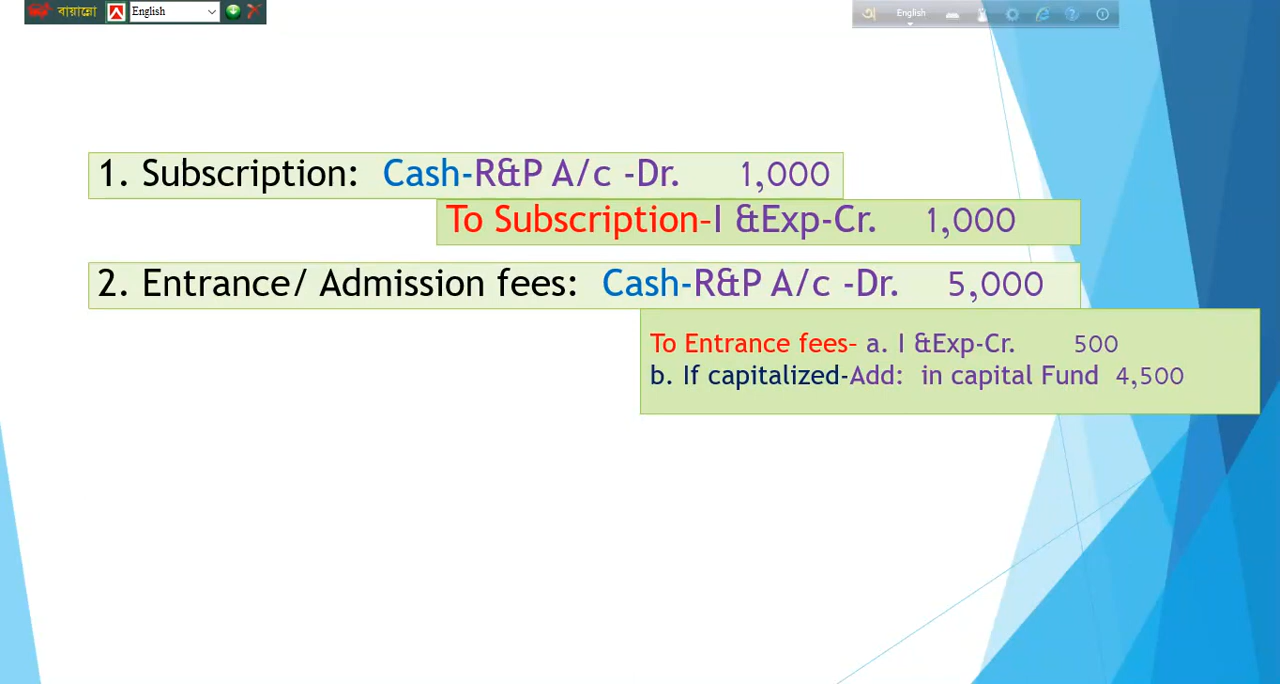 বায়ান্নো English
English
1. Subscription: Cash-R&P A/c -Dr. 1,000
To Subscription-I &Exp-Cr. 1,000
2. Entrance/ Admission fees: Cash-R&P A/c -Dr. 5,000
To Entrance fees- a. I &Exp-Cr. 500
b. If capitalized-Add: in capital Fund 4,500